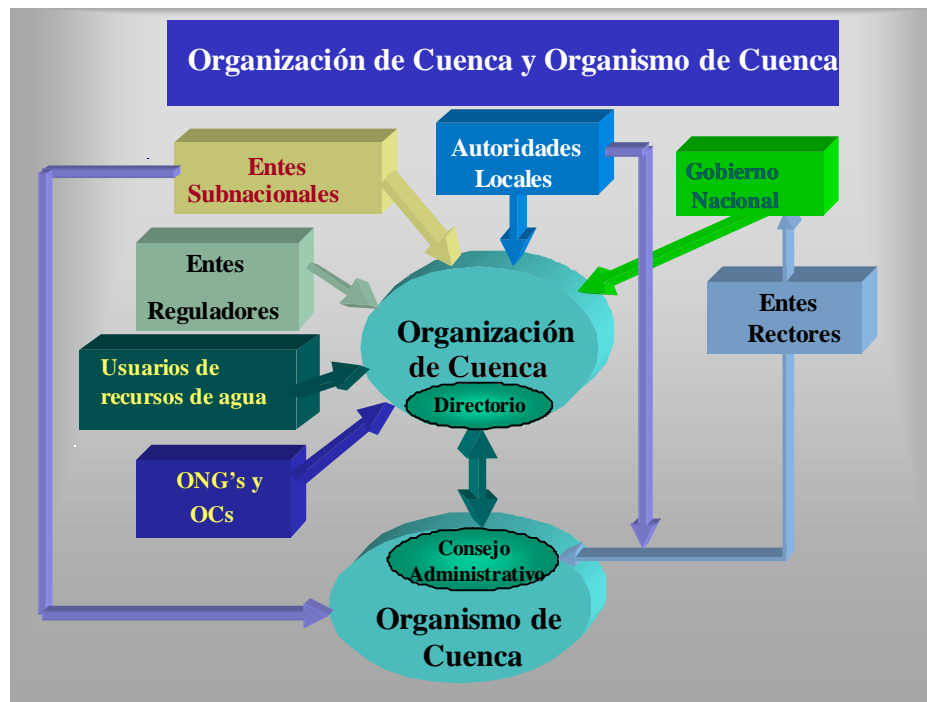 Organización de Cuenca y Organismo de Cuenca
Entes
Subnacionales
Autoridades
Locales
Gobierno
Nacional
Entes
Reguladores
Entes
Rectores
Organización
de Cuenca
Usuarios de
recursos de agua
Directorio
ONG's y
OCs
Consejo
Administrativo
Organismo de
Cuenca